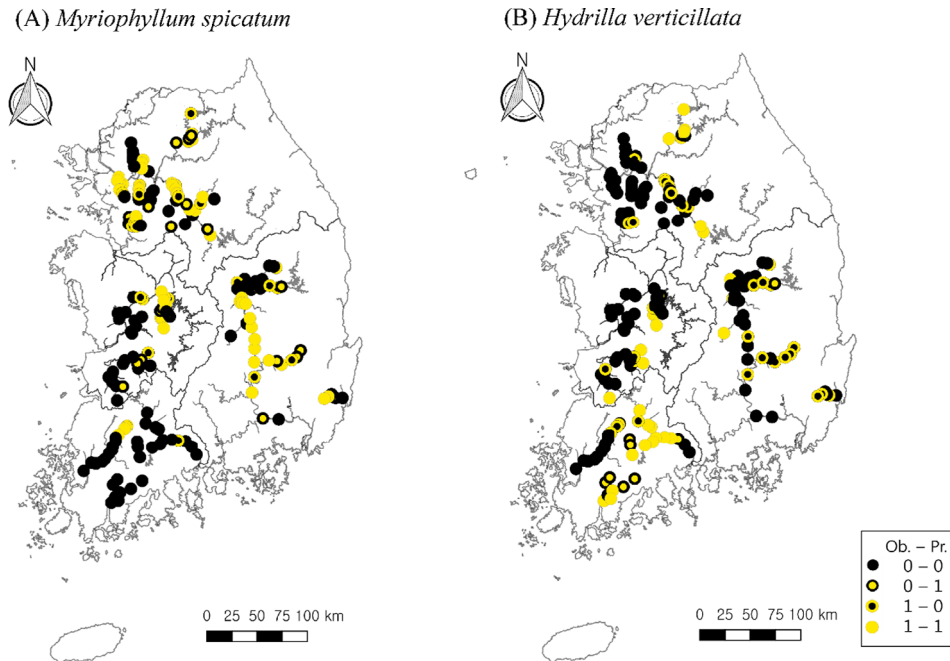 (A) Myriophyllum spicatum
(B) Hydrilla verticillata
N
N
0 25 50 75 100 km
0 25 50 75 100 km
Ob. – Pr.
0 – 0
0 – 1
1 – 0
1 – 1